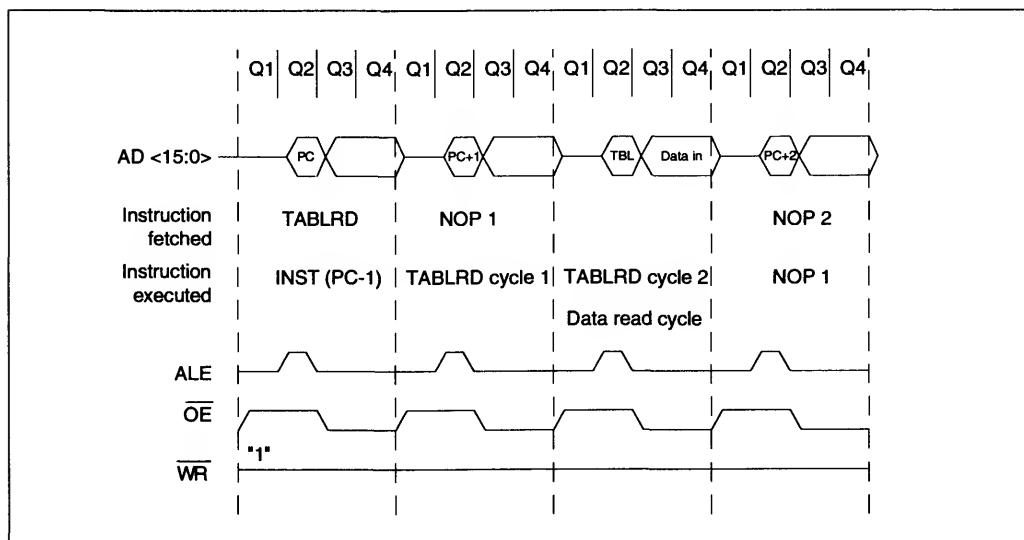 Q1 Q2 Q3 Q4 Q1 Q2 Q3 Q4 Q1 Q2 Q3 Q4 Q1 Q2 Q3 Q4
AD <15:0> PC PC+1 TBL Data in PC+2
Instruction fetched TABLRD NOP 1 NOP 2
Instruction executed INST (PC-1) TABLRD cycle 1 TABLRD cycle 2 NOP 1
Data read cycle
ALE
OE
"1"
WR